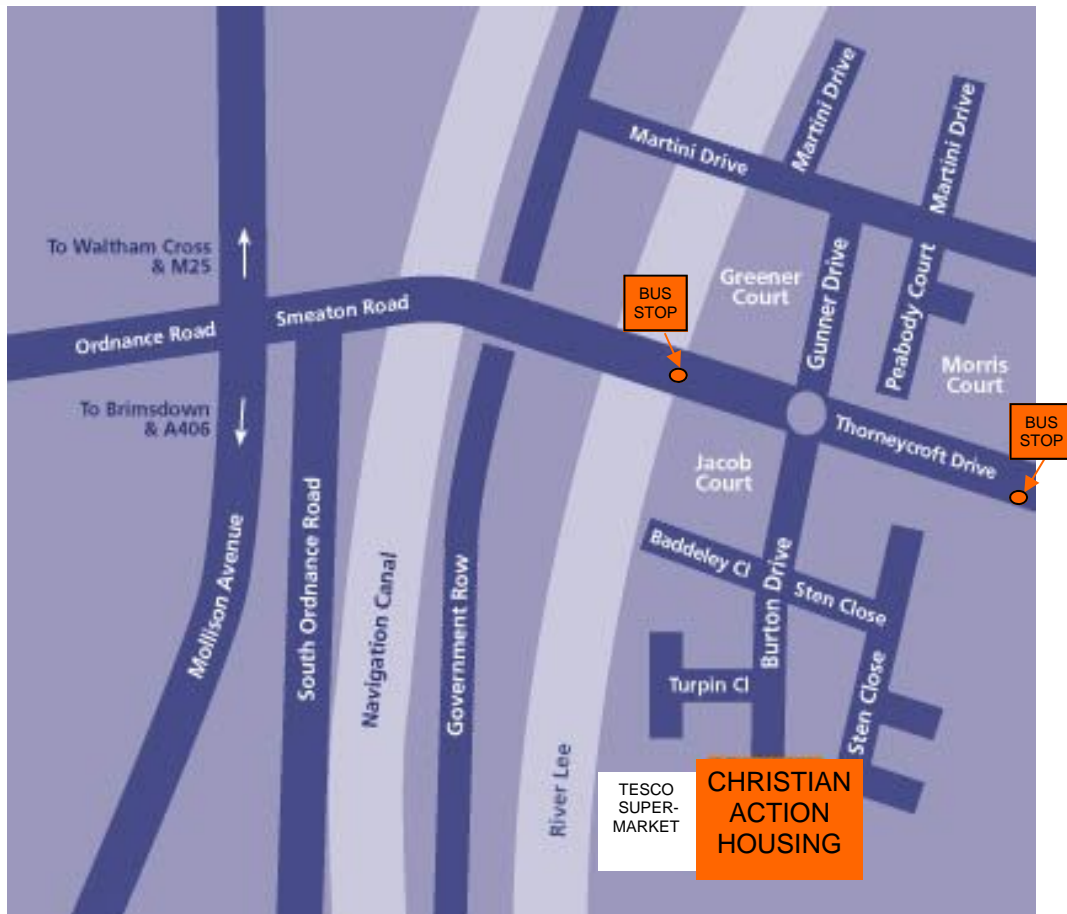 Martini Drive
Martini Drive
Martini Drive
To Waltham Cross
& M25
Greener
Court
BUS
STOP
Gunner Drive
Peabody Court
Smeaton Road
Ordnance Road
Morris
Court
To Brimsdown
& A406
BUS
STOP
Thorneycroft Drive
Jacob
Court
Mollison Avenue
South Ordnance Road
Navigation Canal
Government Row
Baddeley Cl
Sten Close
Burton Drive
Turpin Cl
Sten Close
River Lee
TESCO
SUPER-
MARKET
CHRISTIAN
ACTION
HOUSING